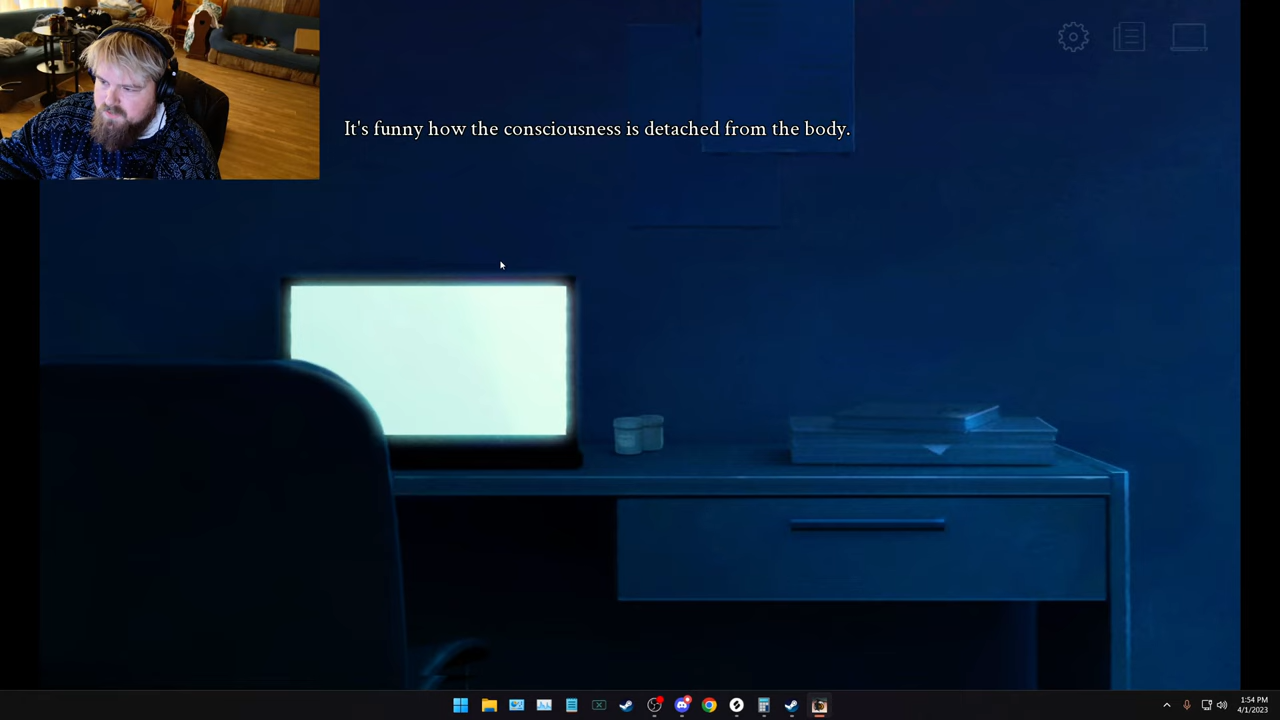 It's funny how the consciousness is detached from the body.
1:54 PM
4/1/2023